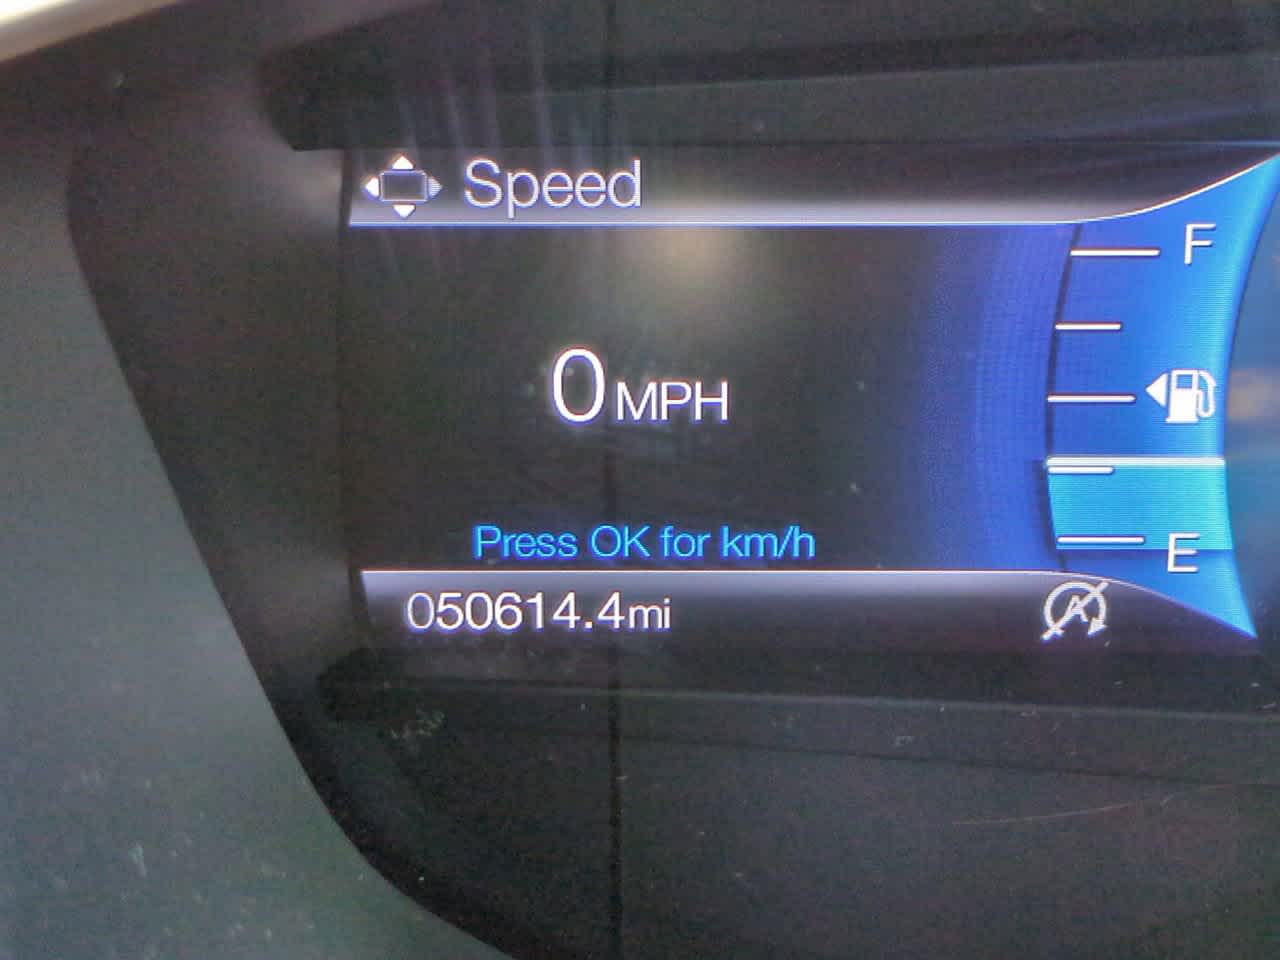 Speed
F
0 MPH
Press OK for km/h
E
050614.4mi
A